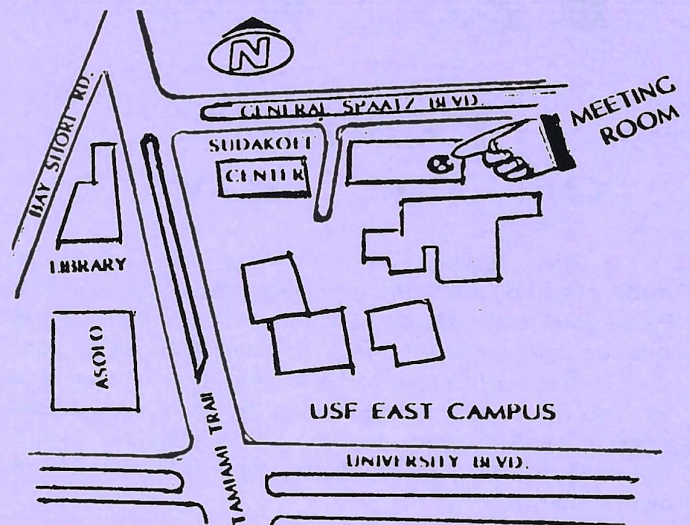 N
GENERAL SPAATZ BLVD.
MEETING
ROOM
BAY SHORE RD.
SUDAKOFF
CENTER
LIBRARY
ASOLO
USF EAST CAMPUS
TAMIAMI TRAIL
UNIVERSITY BLVD.